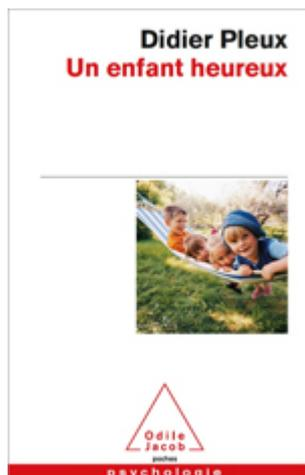 Didier Pleux
Un enfant heureux
Odile
Jacob
poches
psychologie